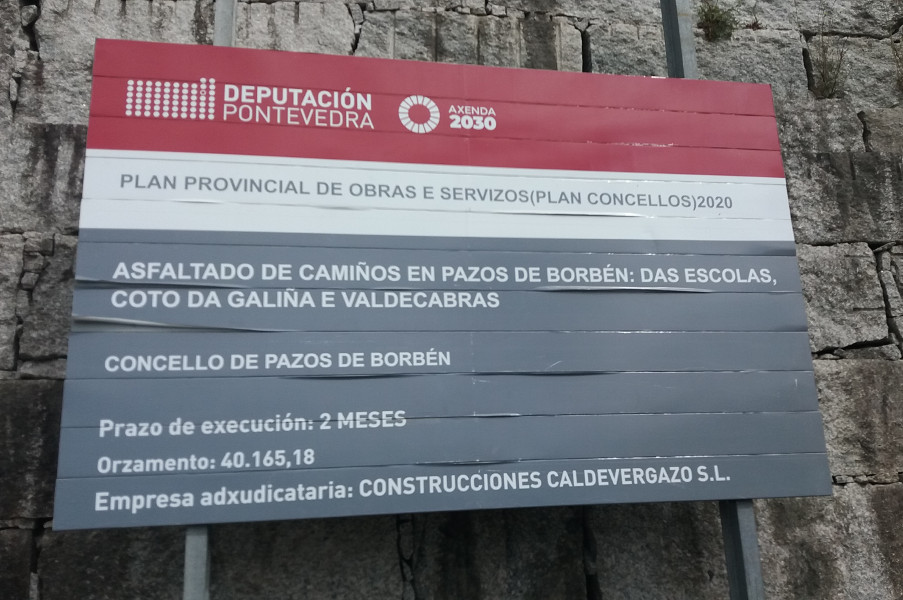 DEPUTACIÓN
PONTEVEDRA
AXENDA
2030
PLAN PROVINCIAL DE OBRAS E SERVIZOS(PLAN CONCELLOS)2020
ASFALTADO DE CAMIÑOS EN PAZOS DE BORBÉN: DAS ESCOLAS,
COTO DA GALIÑA E VALDECABRAS
CONCELLO DE PAZOS DE BORBÉN
Prazo de execución: 2 MESES
Orzamento: 40.165,18
Empresa adxudicataria: CONSTRUCCIONES CALDEVERGAZO S.L.